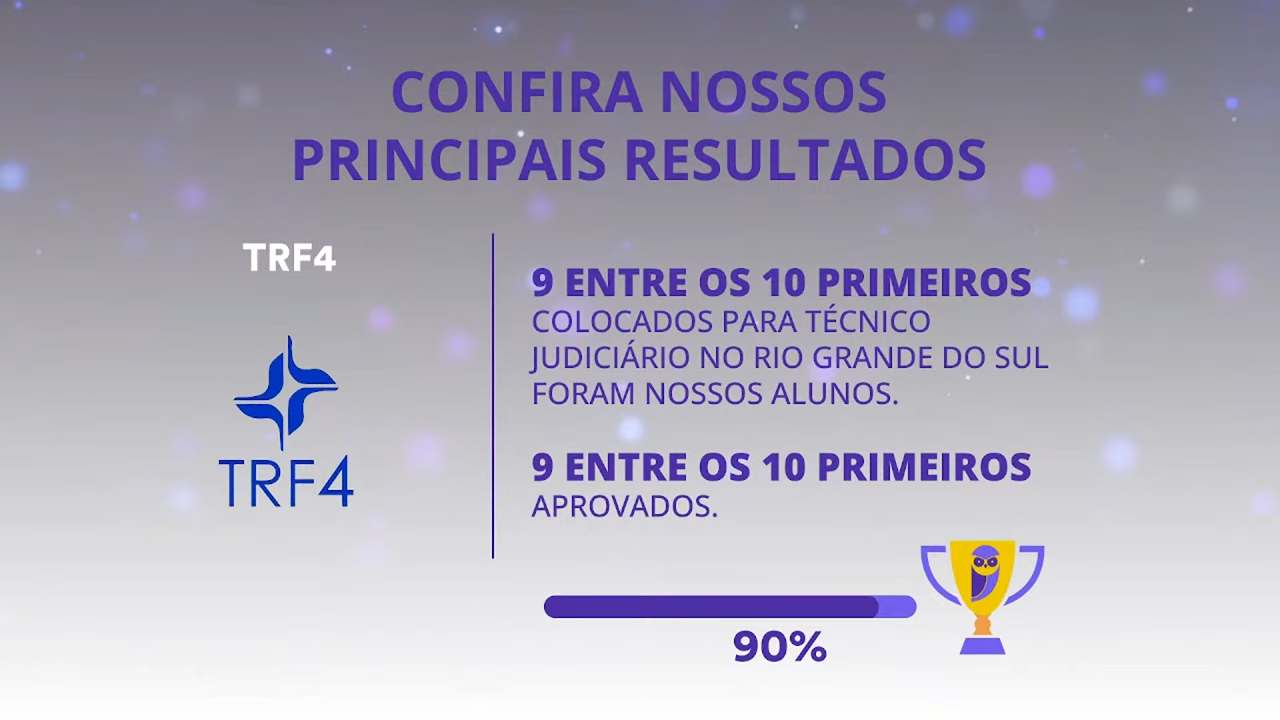 CONFIRA NOSSOS
PRINCIPAIS RESULTADOS
TRF4
TRF4
9 ENTRE OS 10 PRIMEIROS
COLOCADOS PARA TÉCNICO
JUDICIÁRIO NO RIO GRANDE DO SUL
FORAM NOSSOS ALUNOS.
9 ENTRE OS 10 PRIMEIROS
APROVADOS.
90%